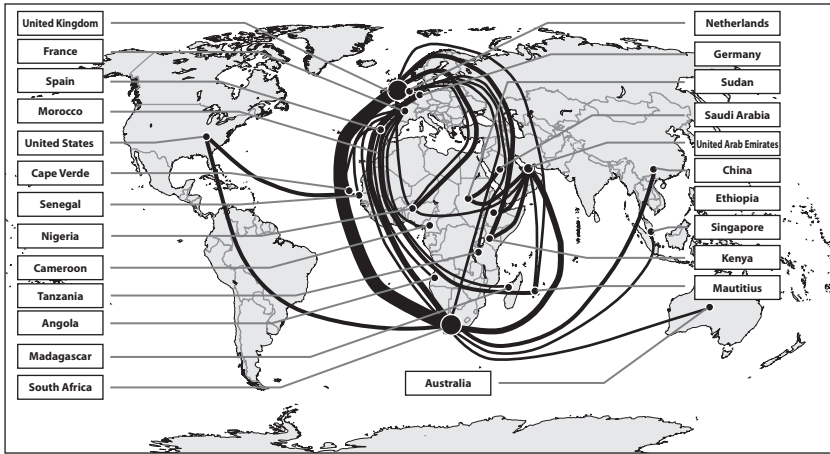 United Kingdom
France
Spain
Morocco
United States
Cape Verde
Senegal
Nigeria
Cameroon
Tanzania
Angola
Madagascar
South Africa
Netherlands
Germany
Sudan
Saudi Arabia
United Arab Emirates
China
Ethiopia
Singapore
Kenya
Mautitius
Australia